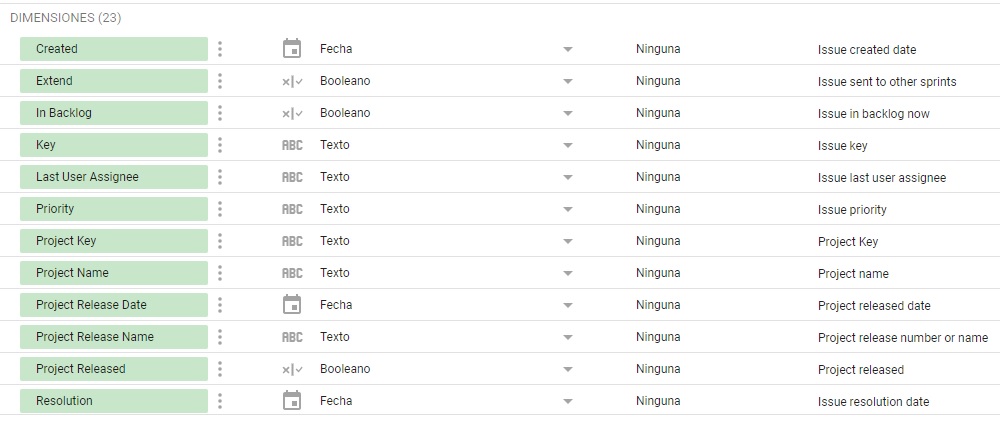 DIMENSIONES (23)
Created Fecha Ninguna Issue created date
Extend Booleano Ninguna Issue sent to other sprints
In Backlog Booleano Ninguna Issue in backlog now
Key ABC Texto Ninguna Issue key
Last User Assignee ABC Texto Ninguna Issue last user assignee
Priority ABC Texto Ninguna Issue priority
Project Key ABC Texto Ninguna Project Key
Project Name ABC Texto Ninguna Project name
Project Release Date Fecha Ninguna Project released date
Project Release Name ABC Texto Ninguna Project release number or name
Project Released Booleano Ninguna Project released
Resolution Fecha Ninguna Issue resolution date